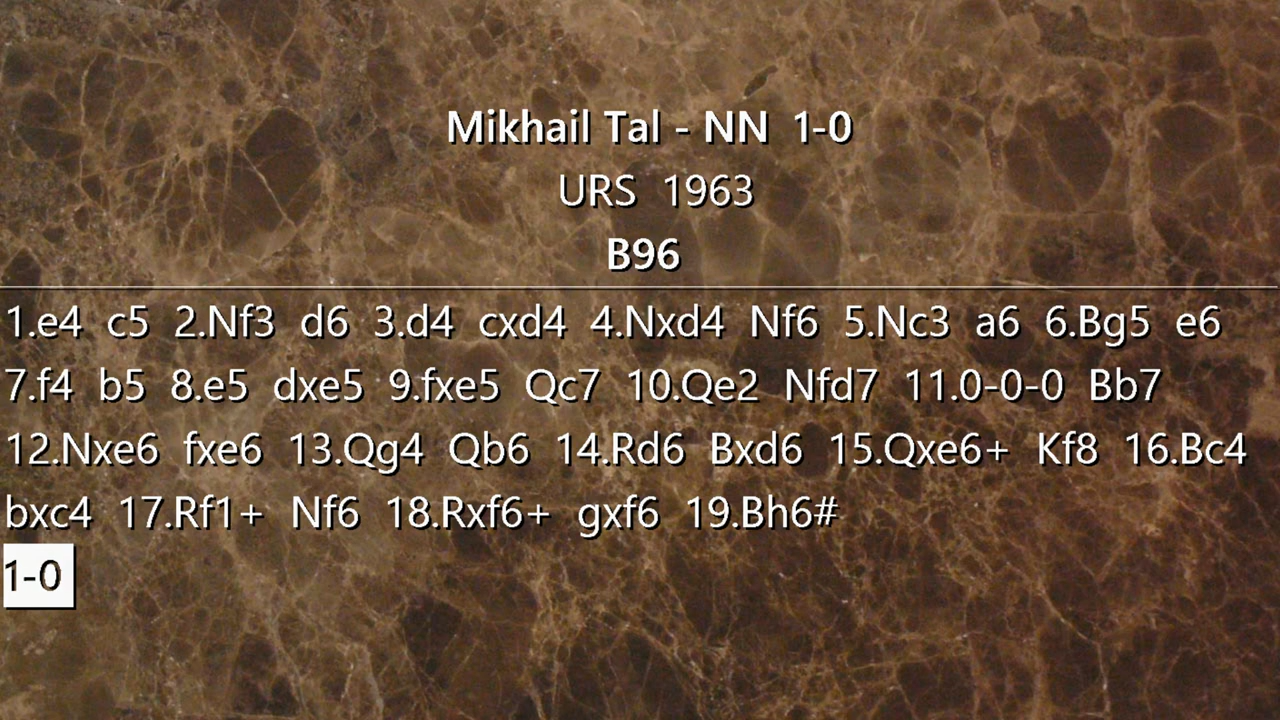 Mikhail Tal - NN 1-0
URS 1963
B96
1.e4 c5 2.Nf3 d6 3.d4 cxd4 4.Nxd4 Nf6 5.Nc3 a6 6.Bg5 e6
7.f4 b5 8.e5 dxe5 9.fxe5 Qc7 10.Qe2 Nfd7 11.0-0-0 Bb7
12.Nxe6 fxe6 13.Qg4 Qb6 14.Rd6 Bxd6 15.Qxe6+ Kf8 16.Bc4
bxc4 17.Rf1+ Nf6 18.Rxf6+ gxf6 19.Bh6#
1-0